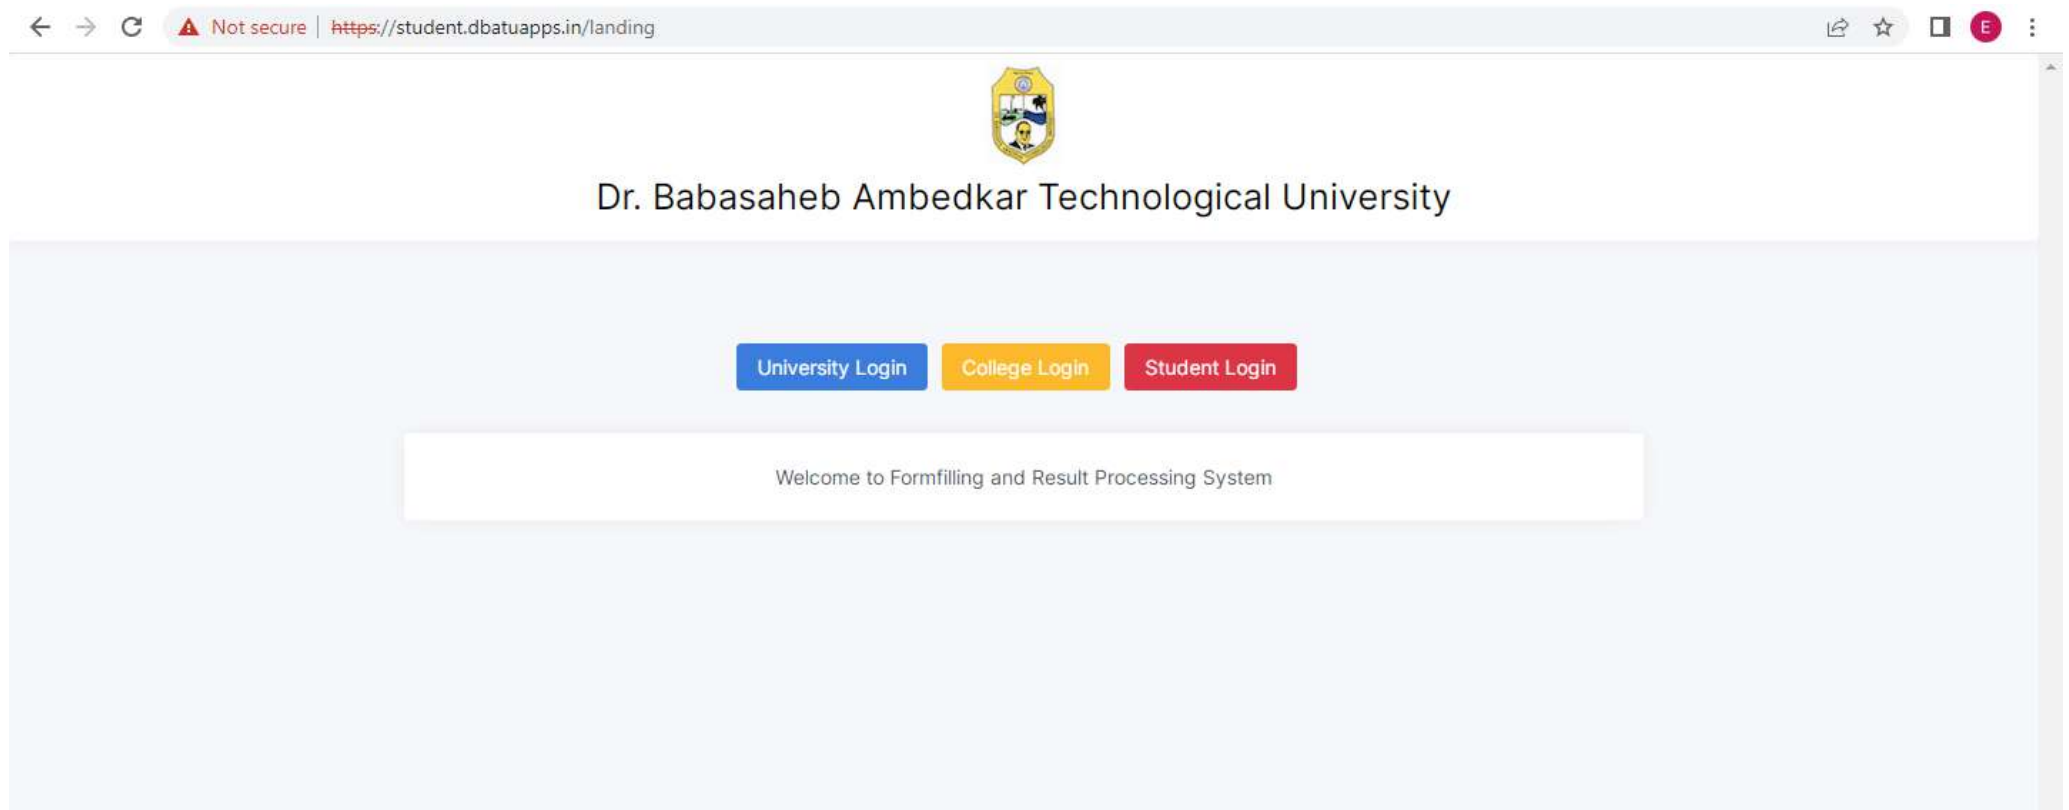 Not secure | https://student.dbatuapps.in/landing
E
Dr. Babasaheb Ambedkar Technological University
University Login College Login Student Login
Welcome to Formfilling and Result Processing System